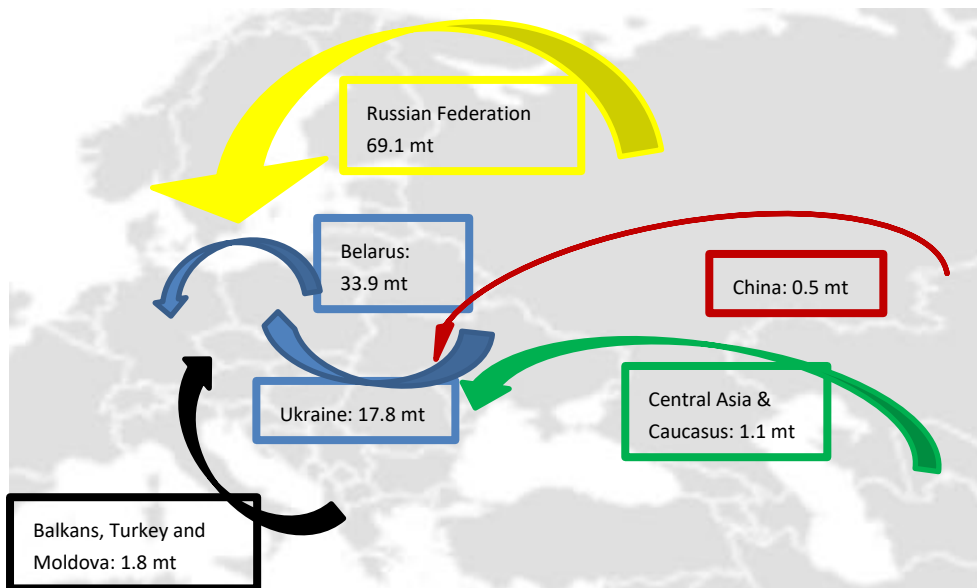 Russian Federation
69.1 mt
Belarus:
33.9 mt
China: 0.5 mt
Ukraine: 17.8 mt
Central Asia &
Caucasus: 1.1 mt
Balkans, Turkey and
Moldova: 1.8 mt